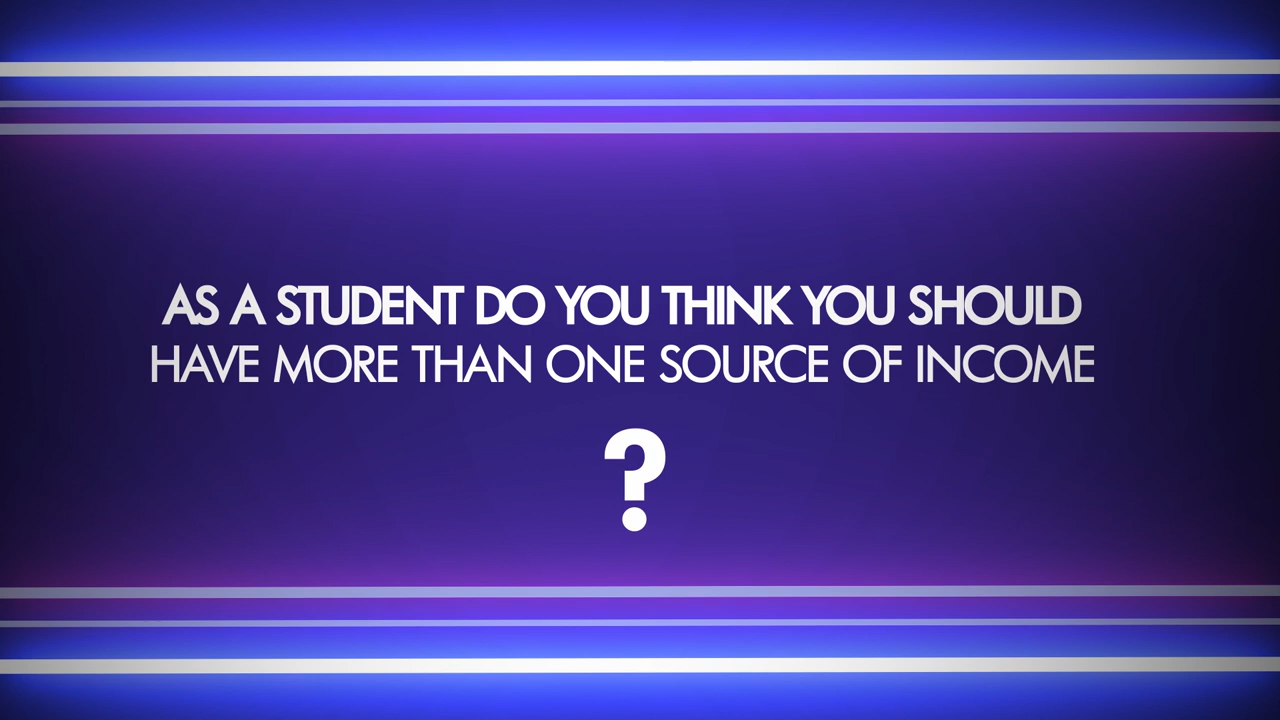 AS A STUDENT DO YOU THINK YOU SHOULD
HAVE MORE THAN ONE SOURCE OF INCOME
?